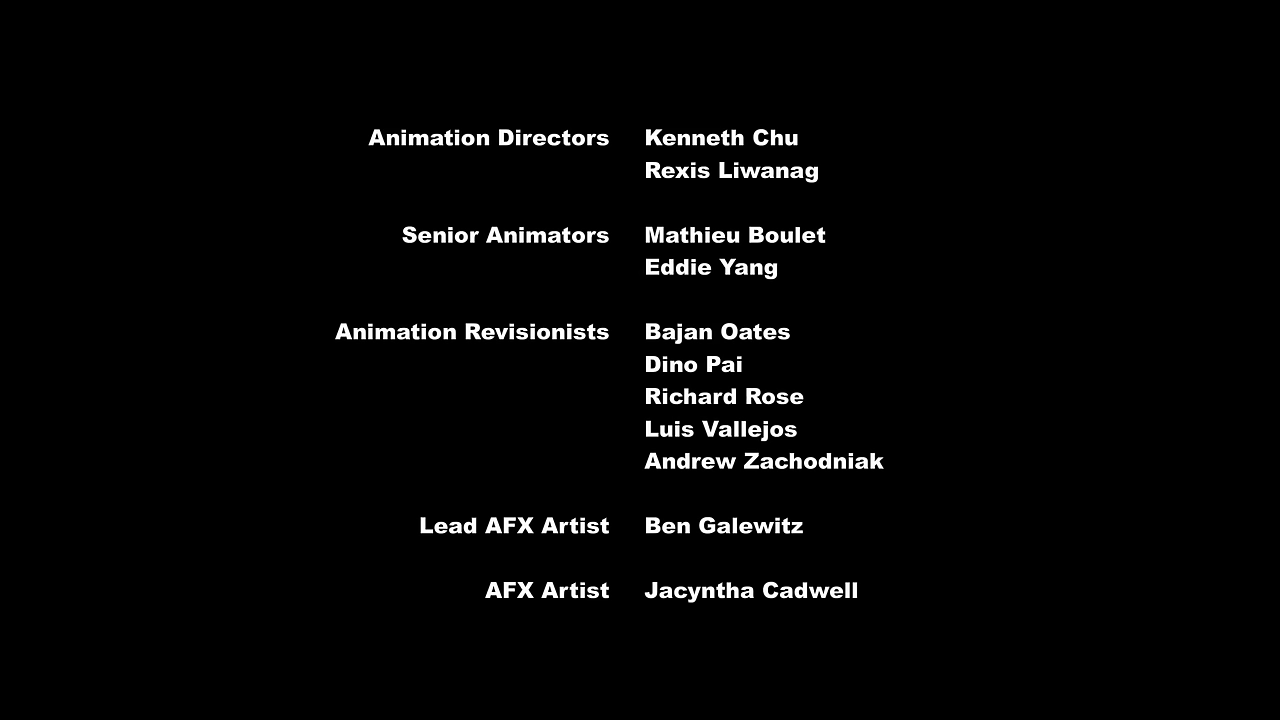 Animation Directors Kenneth Chu
Rexis Liwanag
Senior Animators Mathieu Boulet
Eddie Yang
Animation Revisionists Bajan Oates
Dino Pai
Richard Rose
Luis Vallejos
Andrew Zachodniak
Lead AFX Artist Ben Galewitz
AFX Artist Jacyntha Cadwell